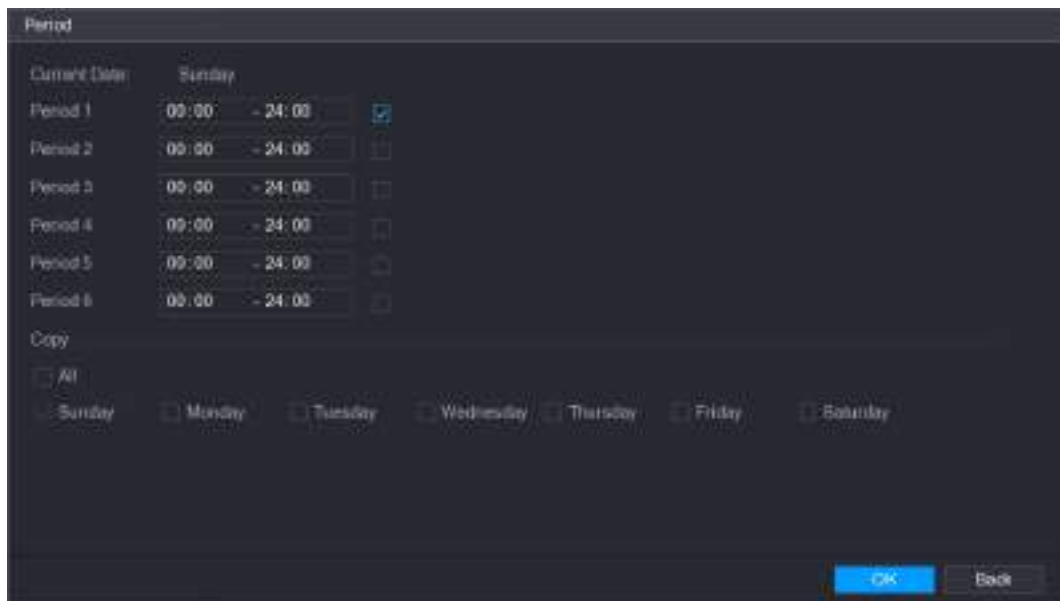 Period
Current Date: Sunday
Period 1 00:00 - 24:00
Period 2 00:00 - 24:00
Period 3 00:00 - 24:00
Period 4 00:00 - 24:00
Period 5 00:00 - 24:00
Period 6 00:00 - 24:00
Copy
All
Sunday Monday Tuesday Wednesday Thursday Friday Saturday
OK Back